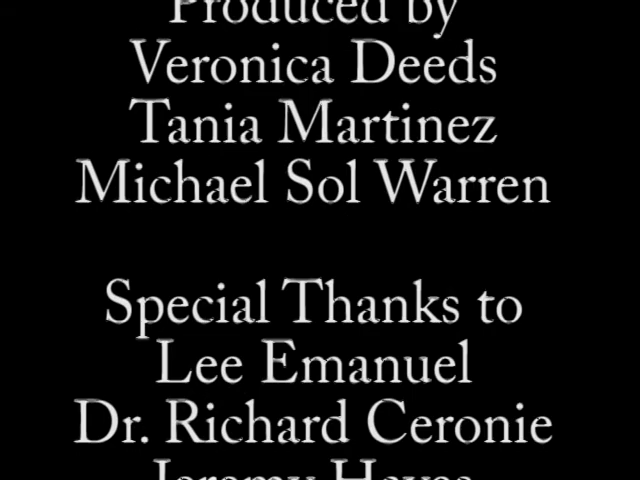 Produced by
Veronica Deeds
Tania Martinez
Michael Sol Warren
Special Thanks to
Lee Emanuel
Dr. Richard Ceronie
Jeremy Hayes